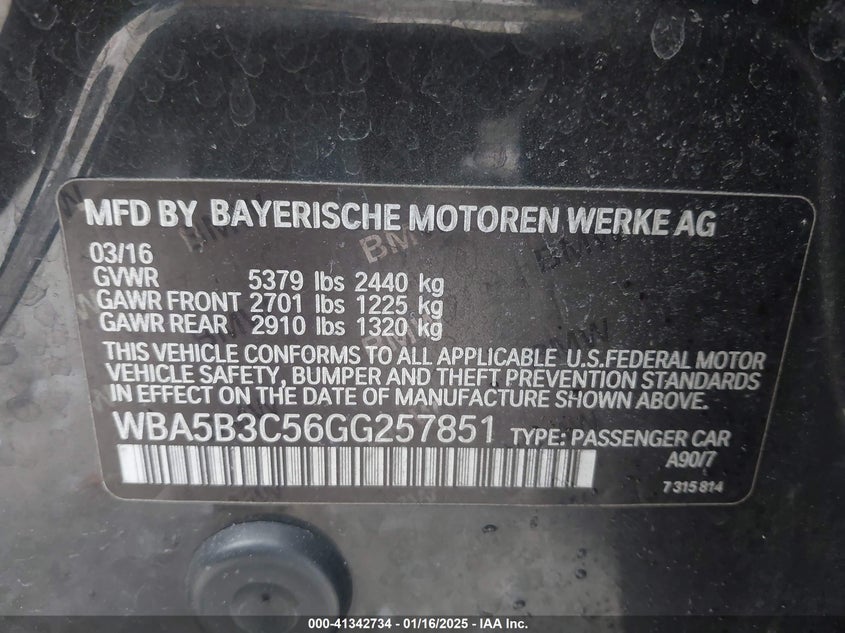 MFD BY BAYERISCHE MOTOREN WERKE AG
03/16
GVWR 5379 lbs 2440 kg
GAWR FRONT 2701 lbs 1225 kg
GAWR REAR 2910 lbs 1320 kg
THIS VEHICLE CONFORMS TO ALL APPLICABLE U.S.FEDERAL MOTOR
VEHICLE SAFETY, BUMPER AND THEFT PREVENTION STANDARDS
IN EFFECT ON THE DATE OF MANUFACTURE SHOWN ABOVE.
WBA5B3C56GG257851 TYPE: PASSENGER CAR
A90/7
7 315 814
000-41342734 - 01/16/2025 - IAA Inc.